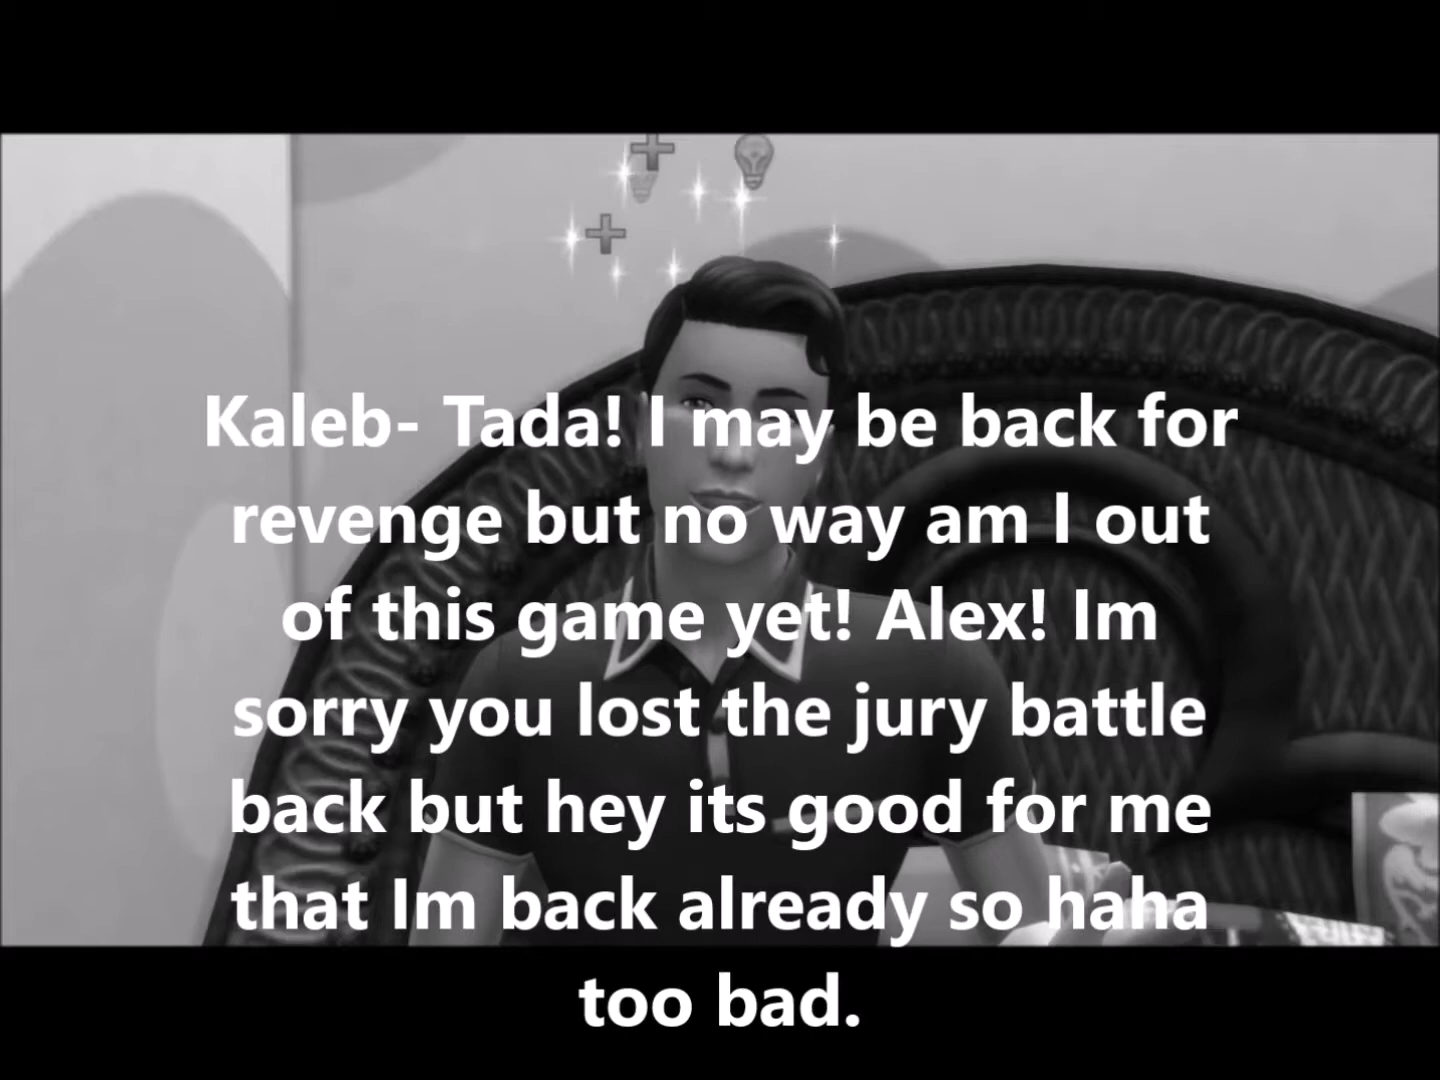 Kaleb- Tada! I may be back for
revenge but no way am I out
of this game yet! Alex! Im
sorry you lost the jury battle
back but hey its good for me
that Im back already so haha
too bad.